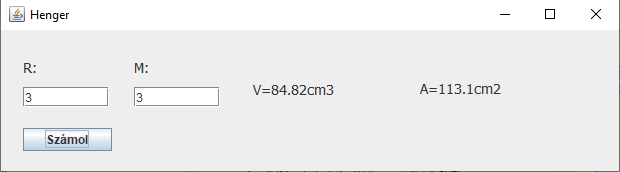 Henger
R: M:
3 3 V=84.82cm3 A=113.1cm2
Számol